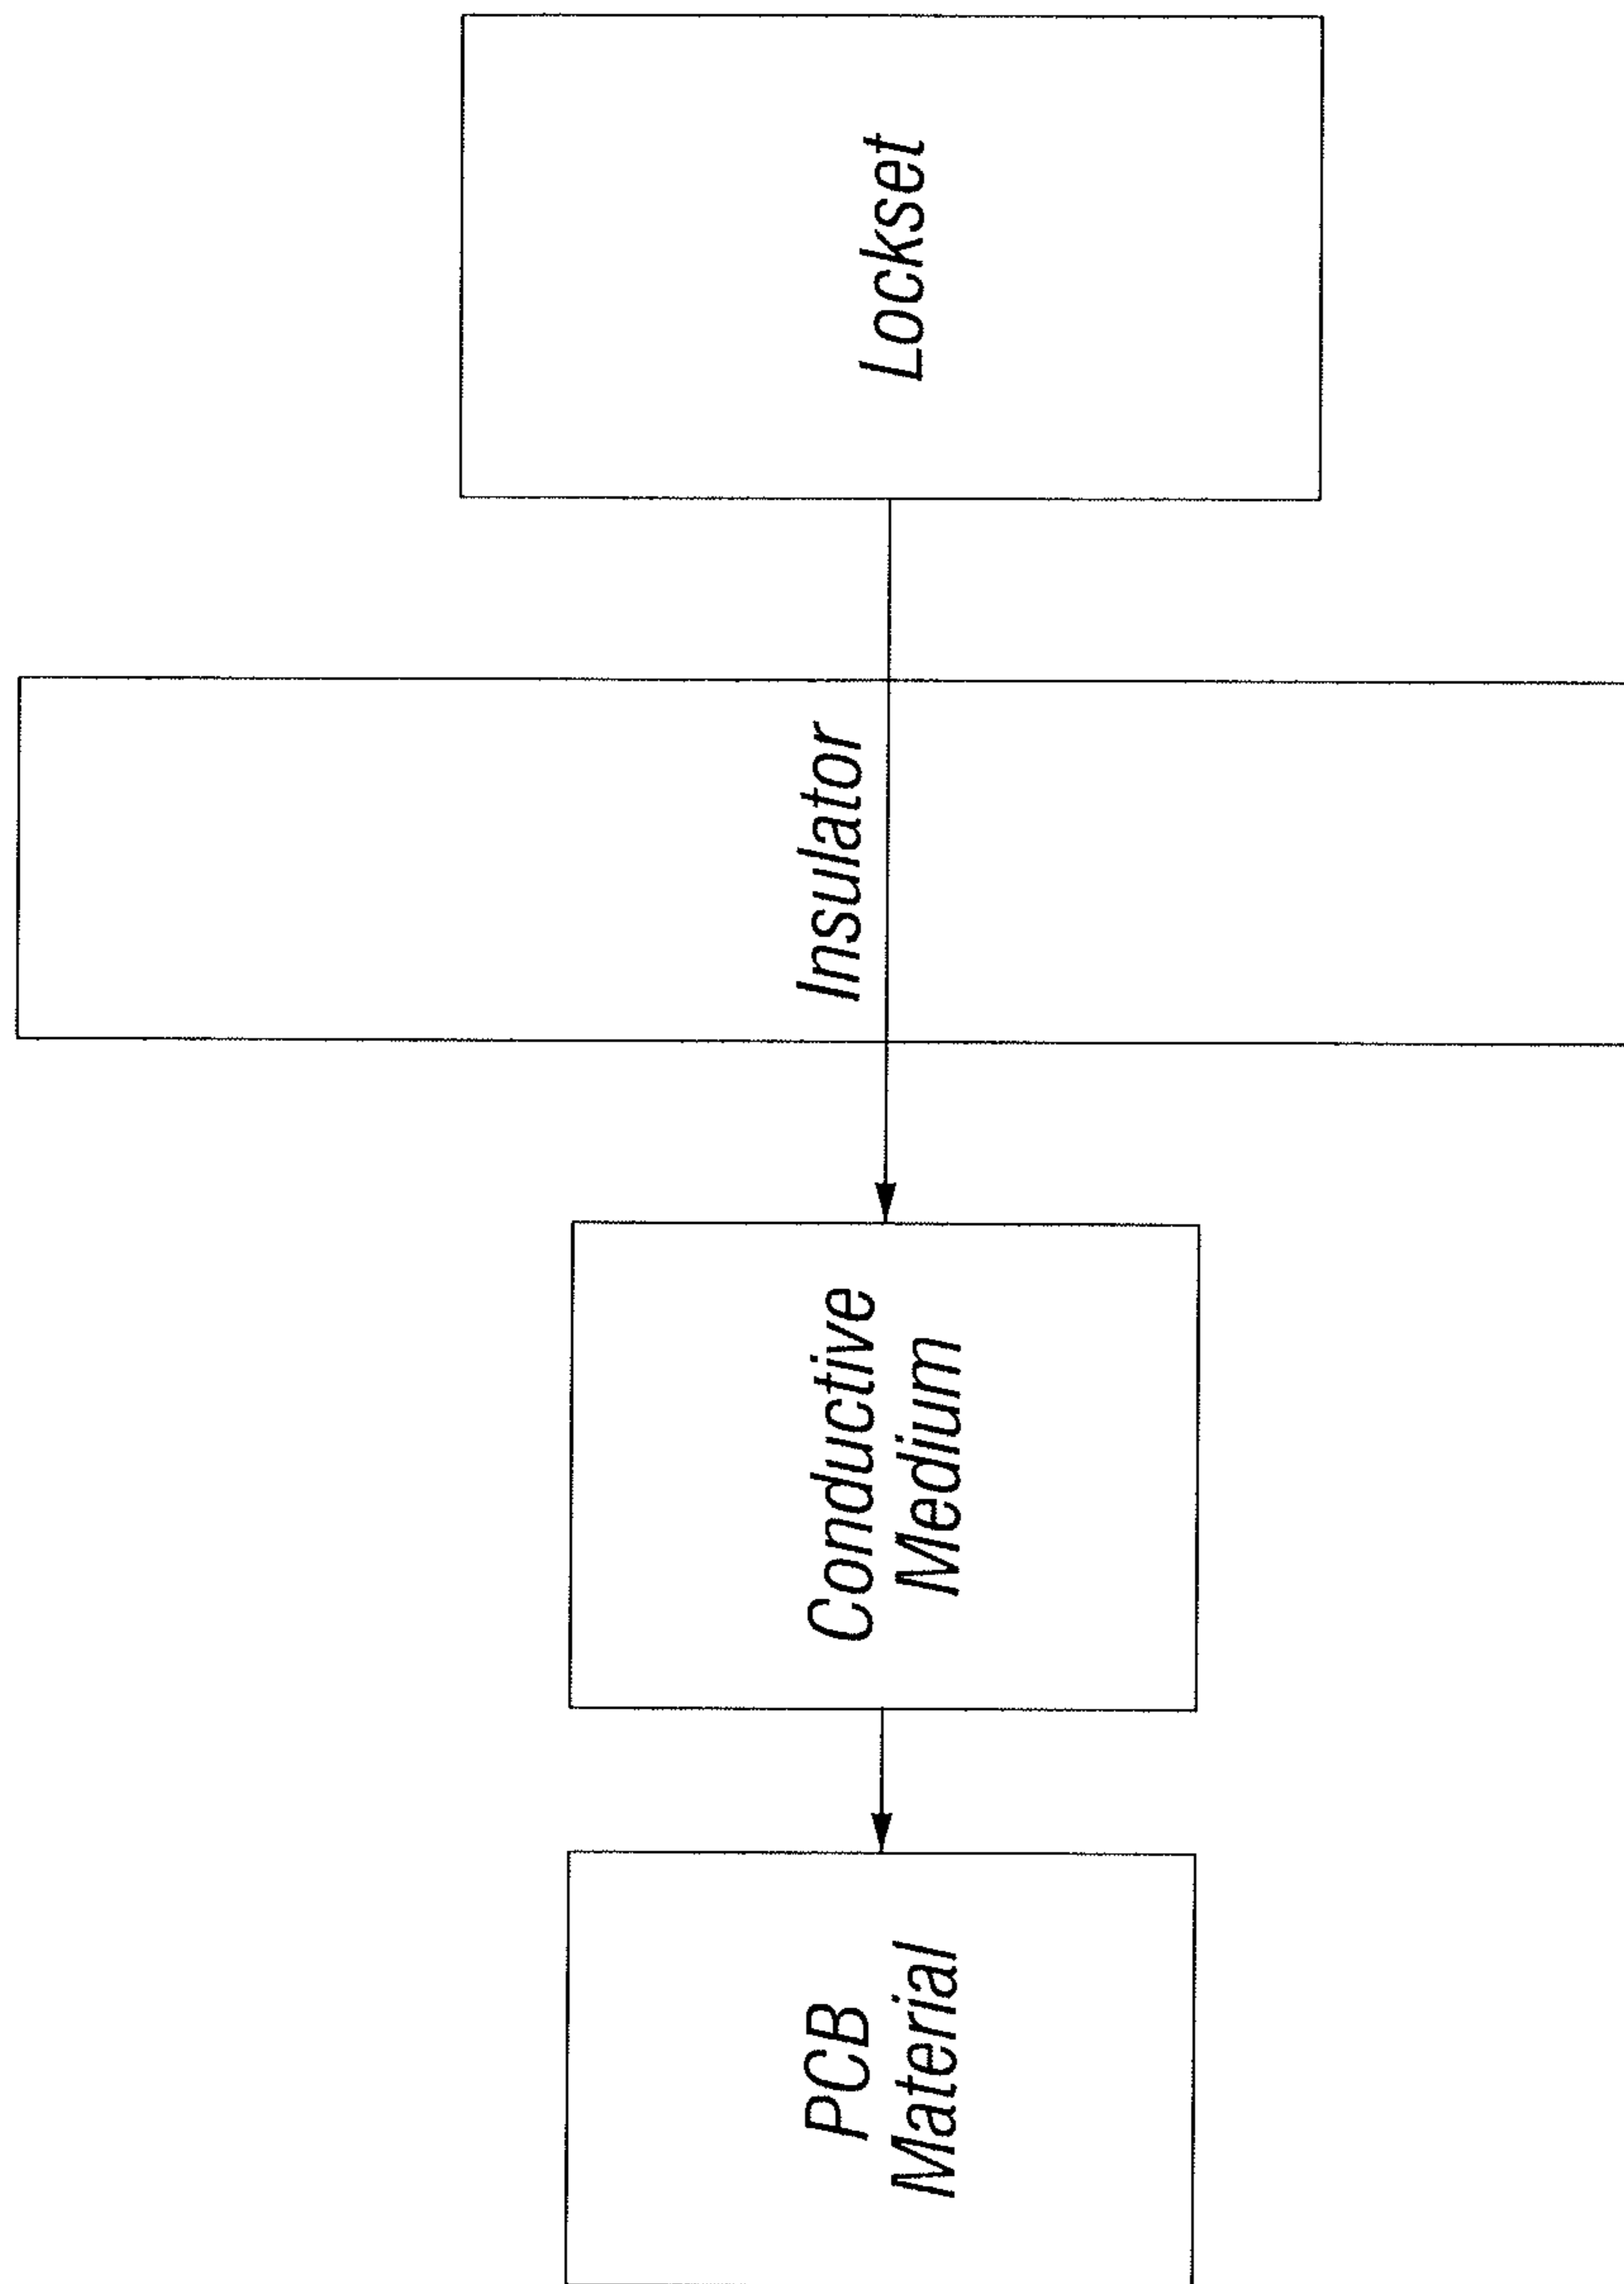 Lockset
Insulator
Conductive
Medium
PCB
Material